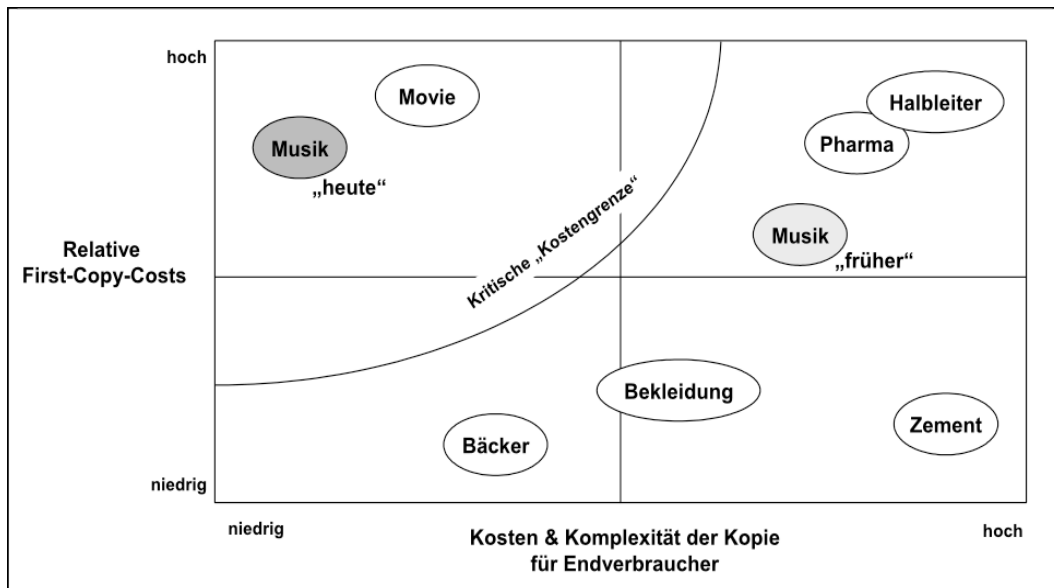 hoch
Movie
Halbleiter
Musik
Pharma
„heute“
Kritische „Kostengrenze“
Musik
„früher“
Relative
First-Copy-Costs
Bekleidung
Bäcker
Zement
niedrig
niedrig
hoch
Kosten & Komplexität der Kopie
für Endverbraucher